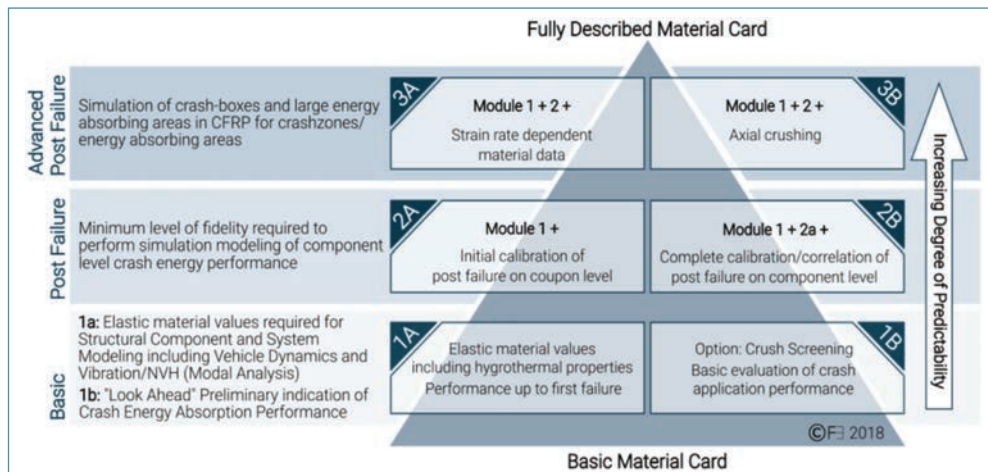 Fully Described Material Card
Advanced
Post Failure
Simulation of crash-boxes and large energy
absorbing areas in CFRP for crashzones/
energy absorbing areas
3A
Module 1 + 2 +
Strain rate dependent
material data
3B
Module 1 + 2 +
Axial crushing
Post Failure
Minimum level of fidelity required to
perform simulation modeling of component
level crash energy performance
2A
Module 1 +
Initial calibration of
post failure on coupon level
2B
Module 1 + 2a +
Complete calibration/correlation of
post failure on component level
Basic
1a: Elastic material values required for
Structural Component and System
Modeling including Vehicle Dynamics and
Vibration/NVH (Modal Analysis)
1b: "Look Ahead" Preliminary indication of
Crash Energy Absorption Performance
1A
Elastic material values
including hygrothermal properties
Performance up to first failure
1B
Option: Crush Screening
Basic evaluation of crash
application performance
Increasing Degree of Predictability
© 2018
Basic Material Card